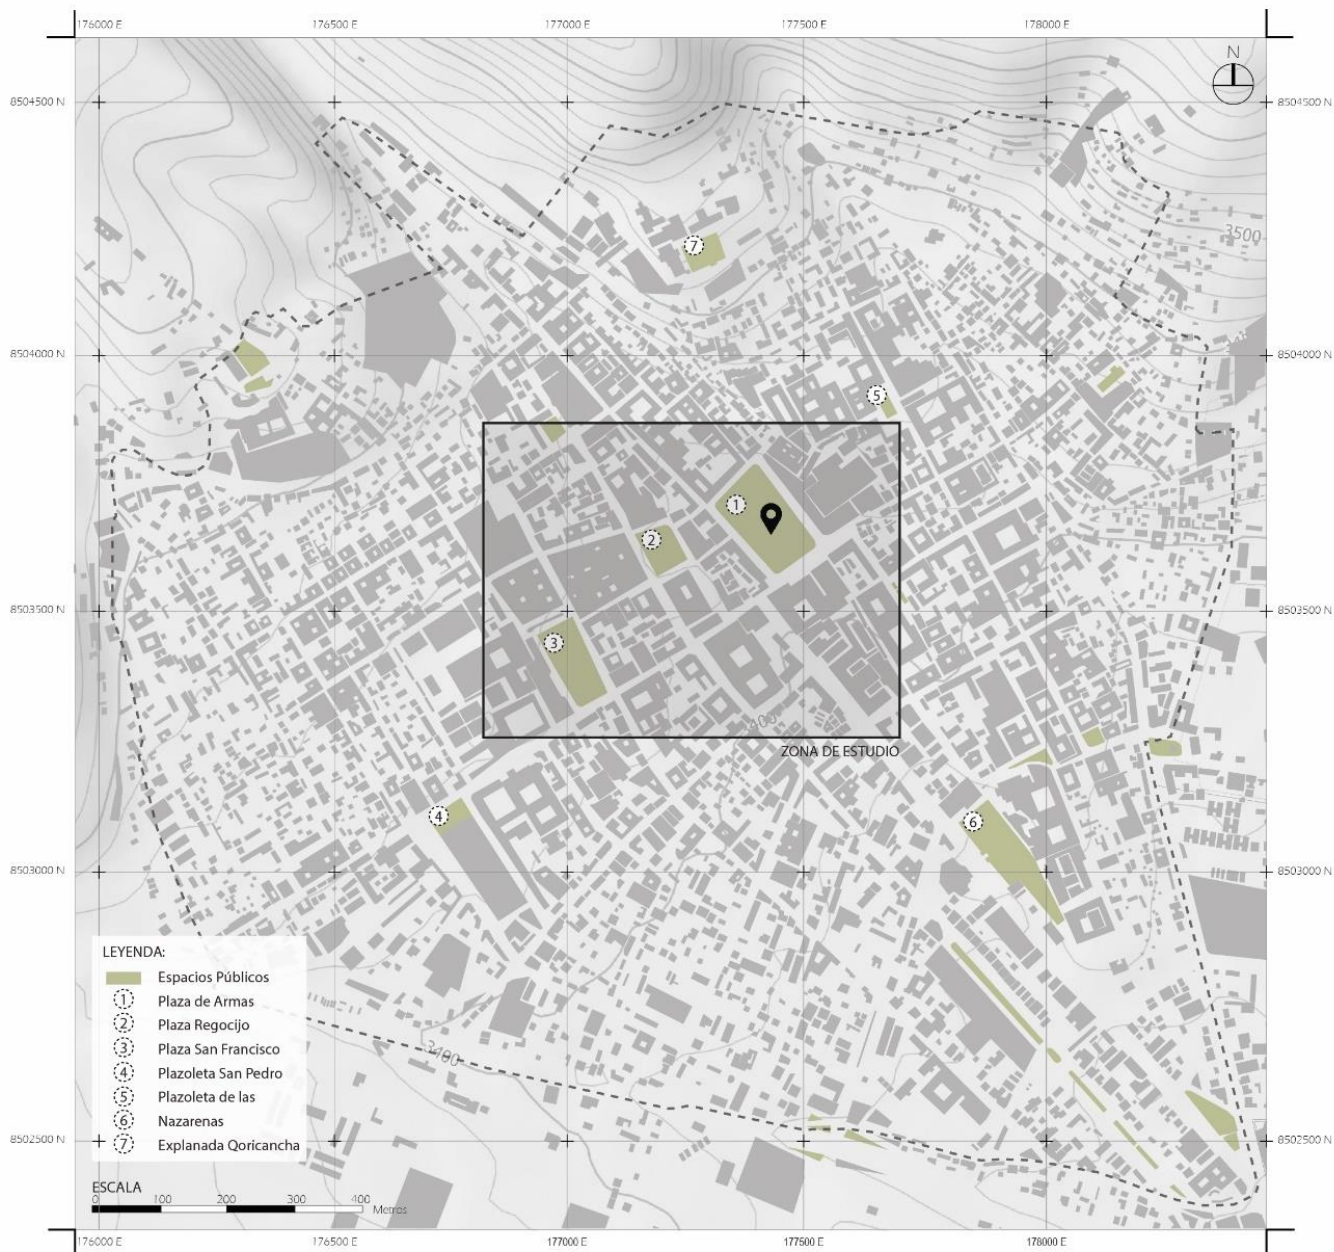 176000 E
176500 E
177000 E
177500 E
178000 E
N
8504500 N
8504500 N
3500
7
8504000 N
8504000 N
5
1
2
8503500 N
8503500 N
3
ZONA DE ESTUDIO
4
6
8503000 N
8503000 N
LEYENDA:
Espacios Públicos
1 Plaza de Armas
2 Plaza Regocijo
3 Plaza San Francisco
4 Plazoleta San Pedro
5 Plazoleta de las
6 Nazarenas
7 Explanada Qoricancha
3400
8502500 N
8502500 N
ESCALA
0 100 200 300 400
Metros
176000 E
176500 E
177000 E
177500 E
178000 E